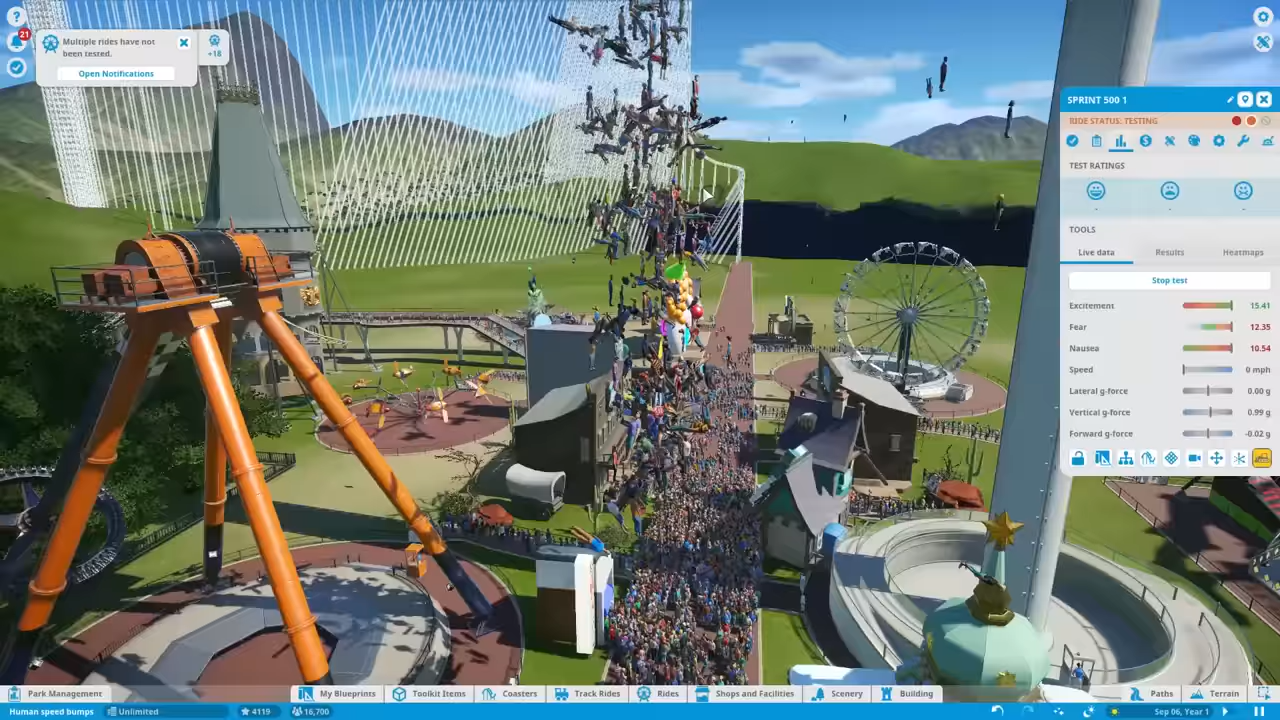 ?
21
Multiple rides have not
been tested.
+18
Open Notifications
SPRINT 500 1
RIDE STATUS: TESTING
TEST RATINGS
-
-
-
TOOLS
Live data
Results
Heatmaps
Stop test
Excitement 15.41
Fear 12.35
Nausea 10.54
Speed 0 mph
Lateral g-force 0.00 g
Vertical g-force 0.99 g
Forward g-force -0.02 g
Park Management
My Blueprints
Toolkit Items
Coasters
Track Rides
Rides
Shops and Facilities
Scenery
Building
Paths
Terrain
Human speed bumps
Unlimited
4119
16,700
Sep 06, Year 1